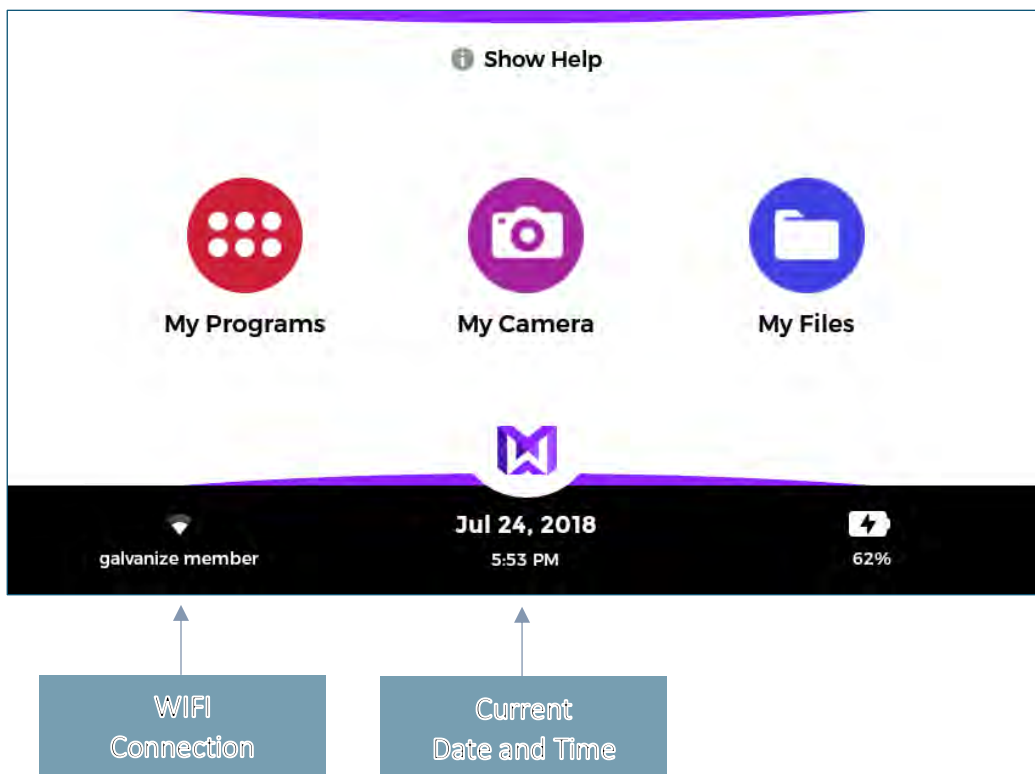 Show Help
My Programs
My Camera
My Files
Jul 24, 2018
galvanize member
5:53 PM
62%
WIFI
Connection
Current
Date and Time